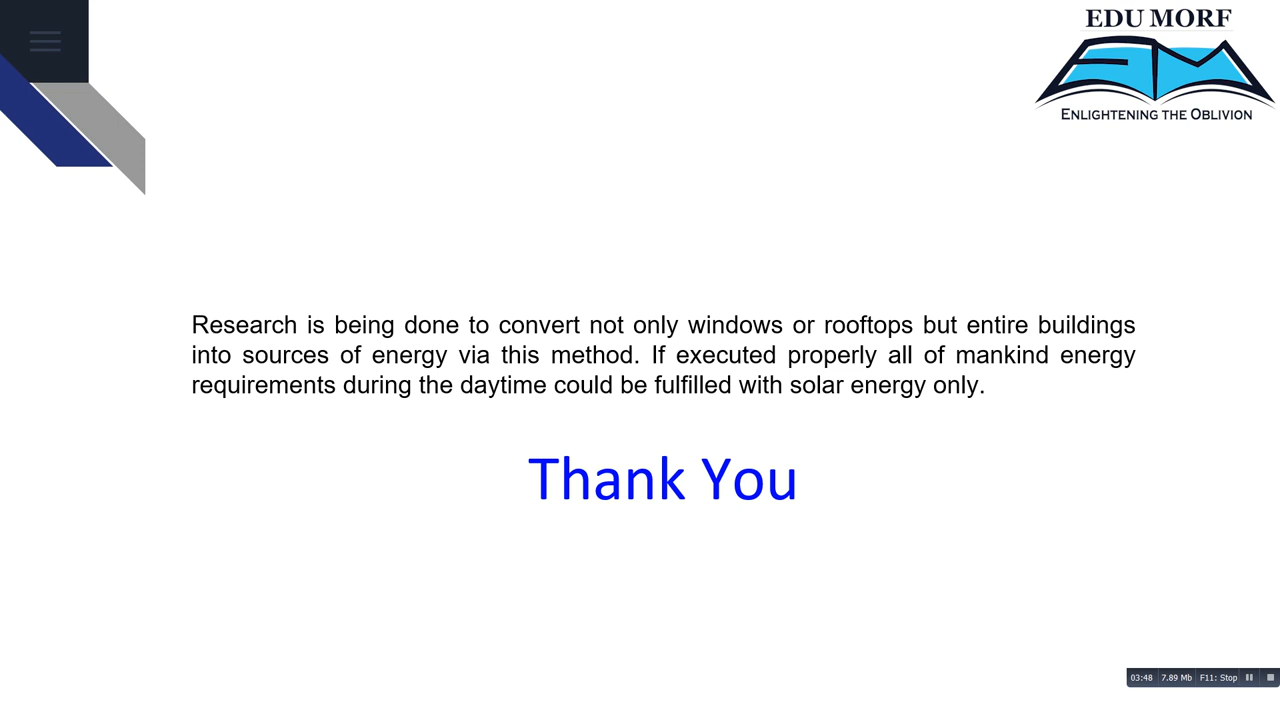 EDU MORF
ENLIGHTENING THE OBLIVION
Research is being done to convert not only windows or rooftops but entire buildings
into sources of energy via this method. If executed properly all of mankind energy
requirements during the daytime could be fulfilled with solar energy only.
Thank You
03:48 7.89 Mb F11: Stop